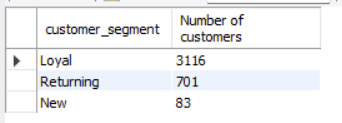 customer_segment Number of
customers
Loyal 3116
Returning 701
New 83